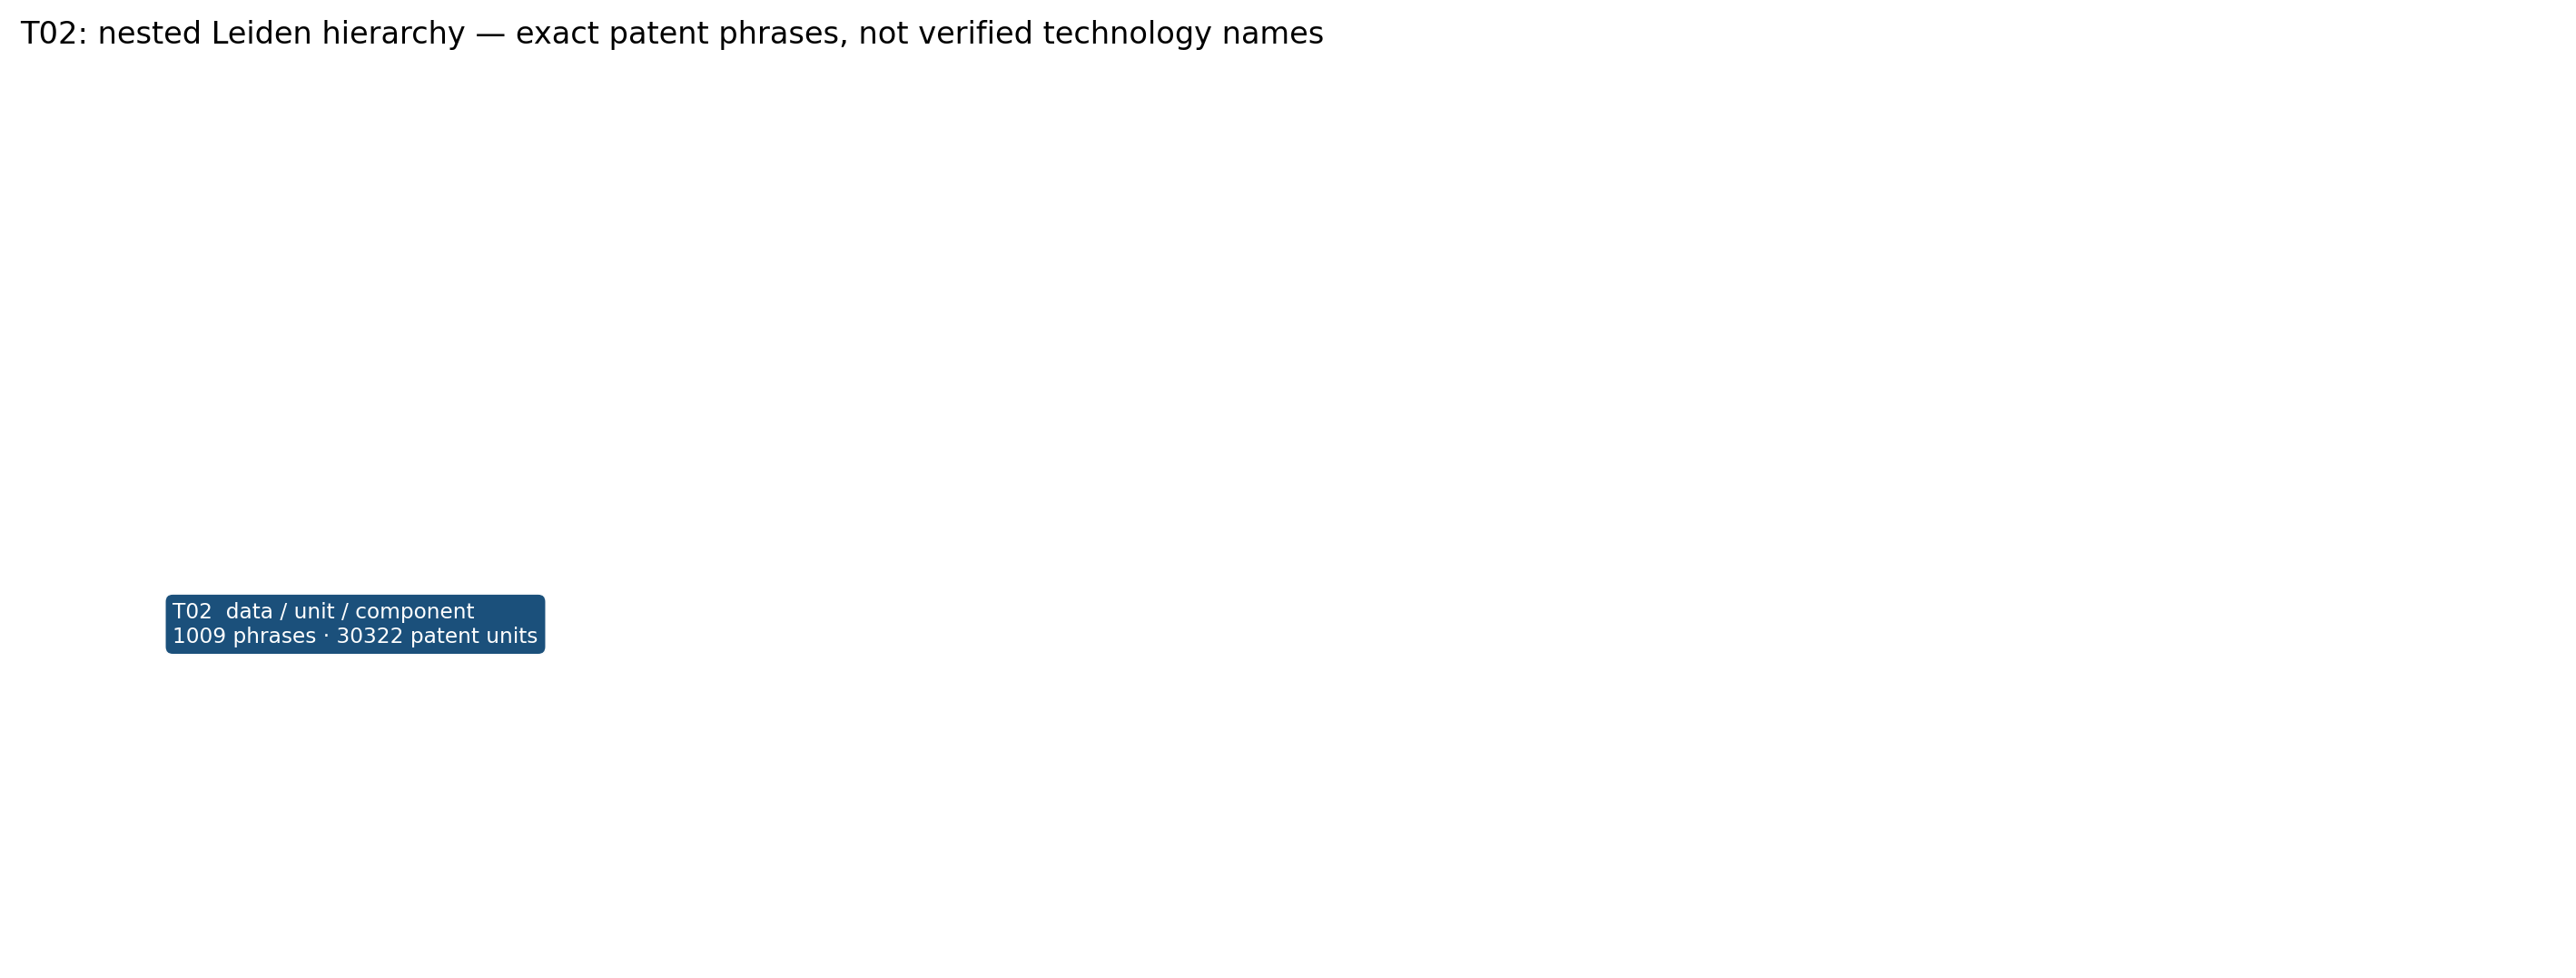 T02: nested Leiden hierarchy — exact patent phrases, not verified technology names
T02  data / unit / component
1009 phrases · 30322 patent units